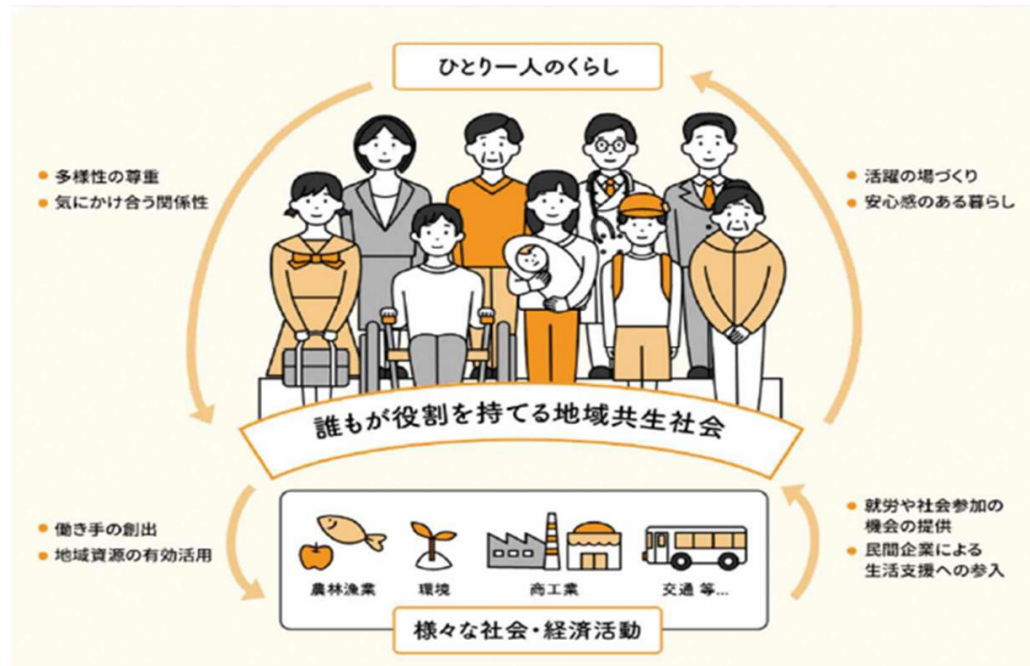 ひとり一人のくらし
多様性の尊重
気にかけ合う関係性
活躍の場づくり
安心感のある暮らし
誰もが役割を持てる地域共生社会
働き手の創出
地域資源の有効活用
就労や社会参加の
機会の提供
民間企業による
生活支援への参入
農林漁業 環境 商工業 交通 等...
様々な社会・経済活動